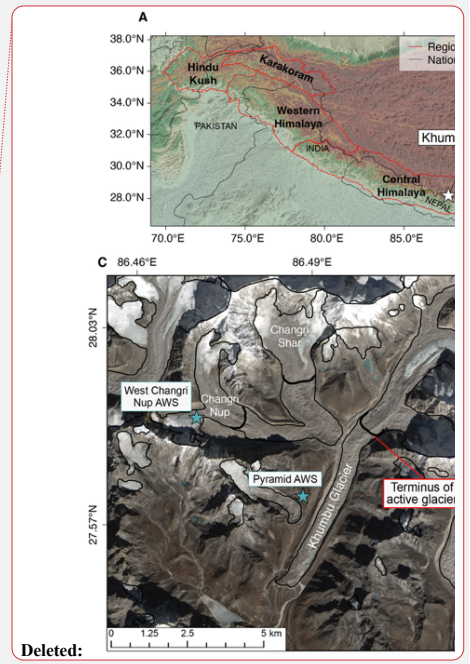 A
38.0°N
36.0°N
34.0°N
32.0°N
30.0°N
28.0°N
Hindu
Kush
Karakoram
Western
Himalaya
PAKISTAN
INDIA
Central
Himalaya
NEPAL
Regio
Nation
Khum
70.0°E
75.0°E
80.0°E
85.0°E
C
86.46°E
86.49°E
28.03°N
27.57°N
Changri
Shar
West Changri
Nup AWS
Changri
Nup
Pyramid AWS
Khumbu Glacier
Terminus of
active glacier
0
1.25
2.5
5 km
Deleted: